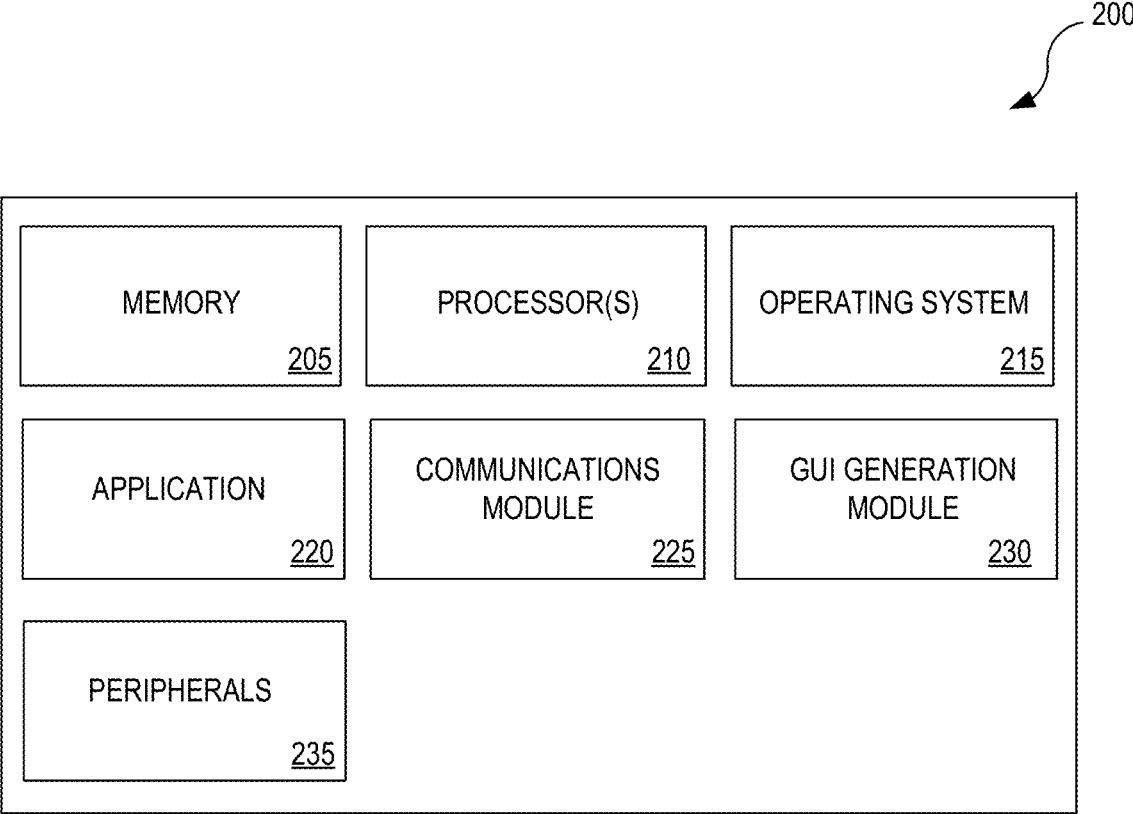 200
MEMORY
205
PROCESSOR(S)
210
OPERATING SYSTEM
215
APPLICATION
220
COMMUNICATIONS
MODULE
225
GUI GENERATION
MODULE
230
PERIPHERALS
235